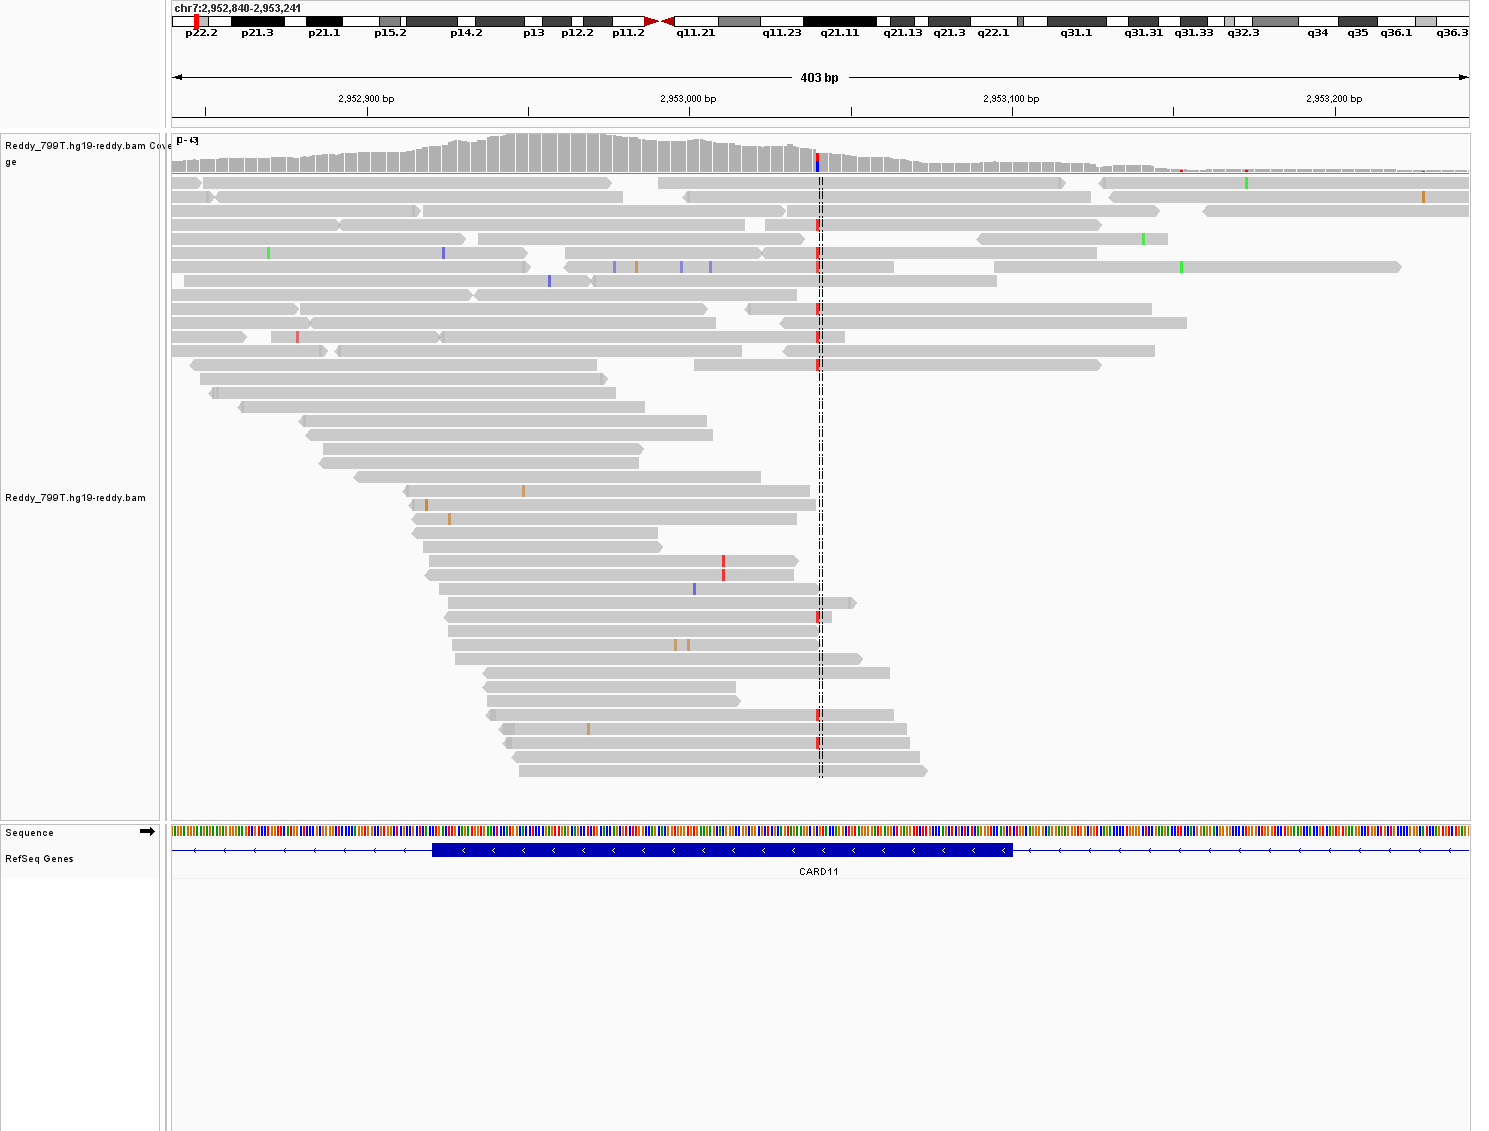 chr7:2,952,840-2,953,241
p22.2 p21.3 p21.1 p15.2 p14.2 p13 p12.2 p11.2 q11.21 q11.23 q21.11 q21.13 q21.3 q22.1 q31.1 q31.31 q31.33 q32.3 q34 q35 q36.1 q36.3
403 bp
2,952,900 bp 2,953,000 bp 2,953,100 bp 2,953,200 bp
[0 - 43]
Reddy_799T.hg19-reddy.bam Cove
ge
Reddy_799T.hg19-reddy.bam
Sequence
RefSeq Genes
CARD11